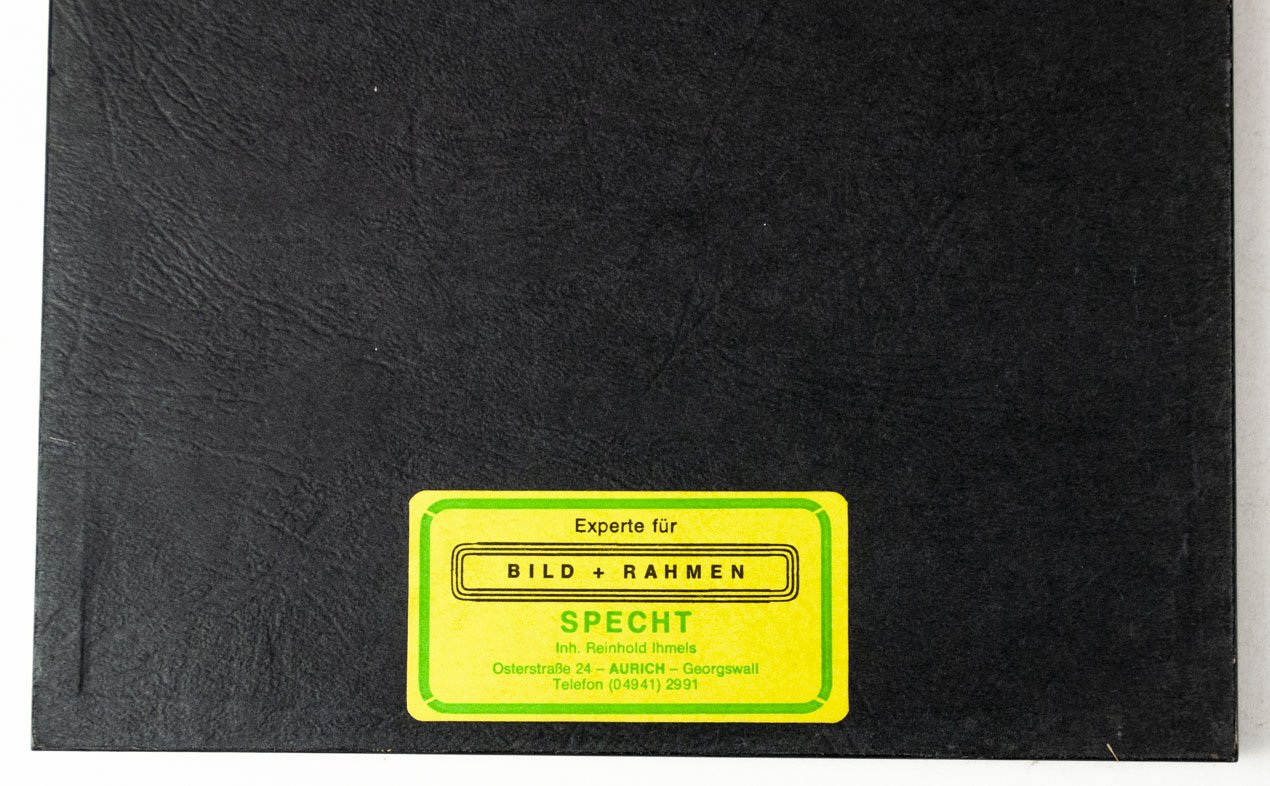 Experte für
BILD + RAHMEN
SPECHT
Inh. Reinhold Ihmels
Osterstraße 24 – AURICH – Georgswall
Telefon (04941) 2991